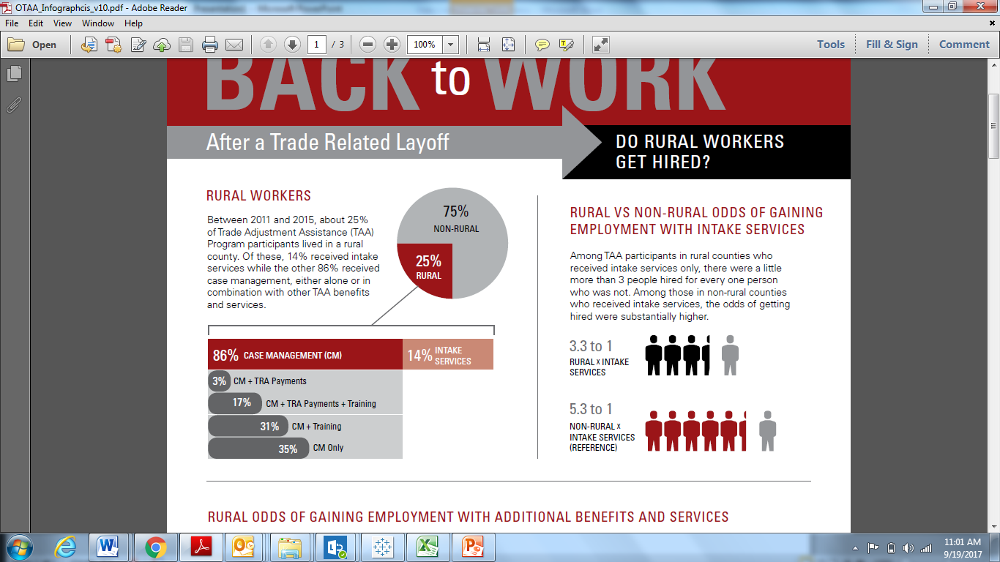 OTAA_Infographcis_v10.pdf - Adobe Reader
File Edit View Window Help
Open
1 / 3
100%
Tools Fill & Sign Comment
BACK to WORK
After a Trade Related Layoff
DO RURAL WORKERS
GET HIRED?
RURAL WORKERS
Between 2011 and 2015, about 25%
of Trade Adjustment Assistance (TAA)
Program participants lived in a rural
county. Of these, 14% received intake
services while the other 86% received
case management, either alone or in
combination with other TAA benefits
and services.
75%
NON-RURAL
25%
RURAL
86% CASE MANAGEMENT (CM)
14% INTAKE
SERVICES
3% CM + TRA Payments
17% CM + TRA Payments + Training
31% CM + Training
35% CM Only
RURAL VS NON-RURAL ODDS OF GAINING
EMPLOYMENT WITH INTAKE SERVICES
Among TAA participants in rural counties who
received intake services only, there were a little
more than 3 people hired for every one person
who was not. Among those in non-rural counties
who received intake services, the odds of getting
hired were substantially higher.
3.3 to 1
RURAL X INTAKE
SERVICES
5.3 to 1
NON-RURAL X
INTAKE SERVICES
(REFERENCE)
RURAL ODDS OF GAINING EMPLOYMENT WITH ADDITIONAL BENEFITS AND SERVICES
11:01 AM
9/19/2017